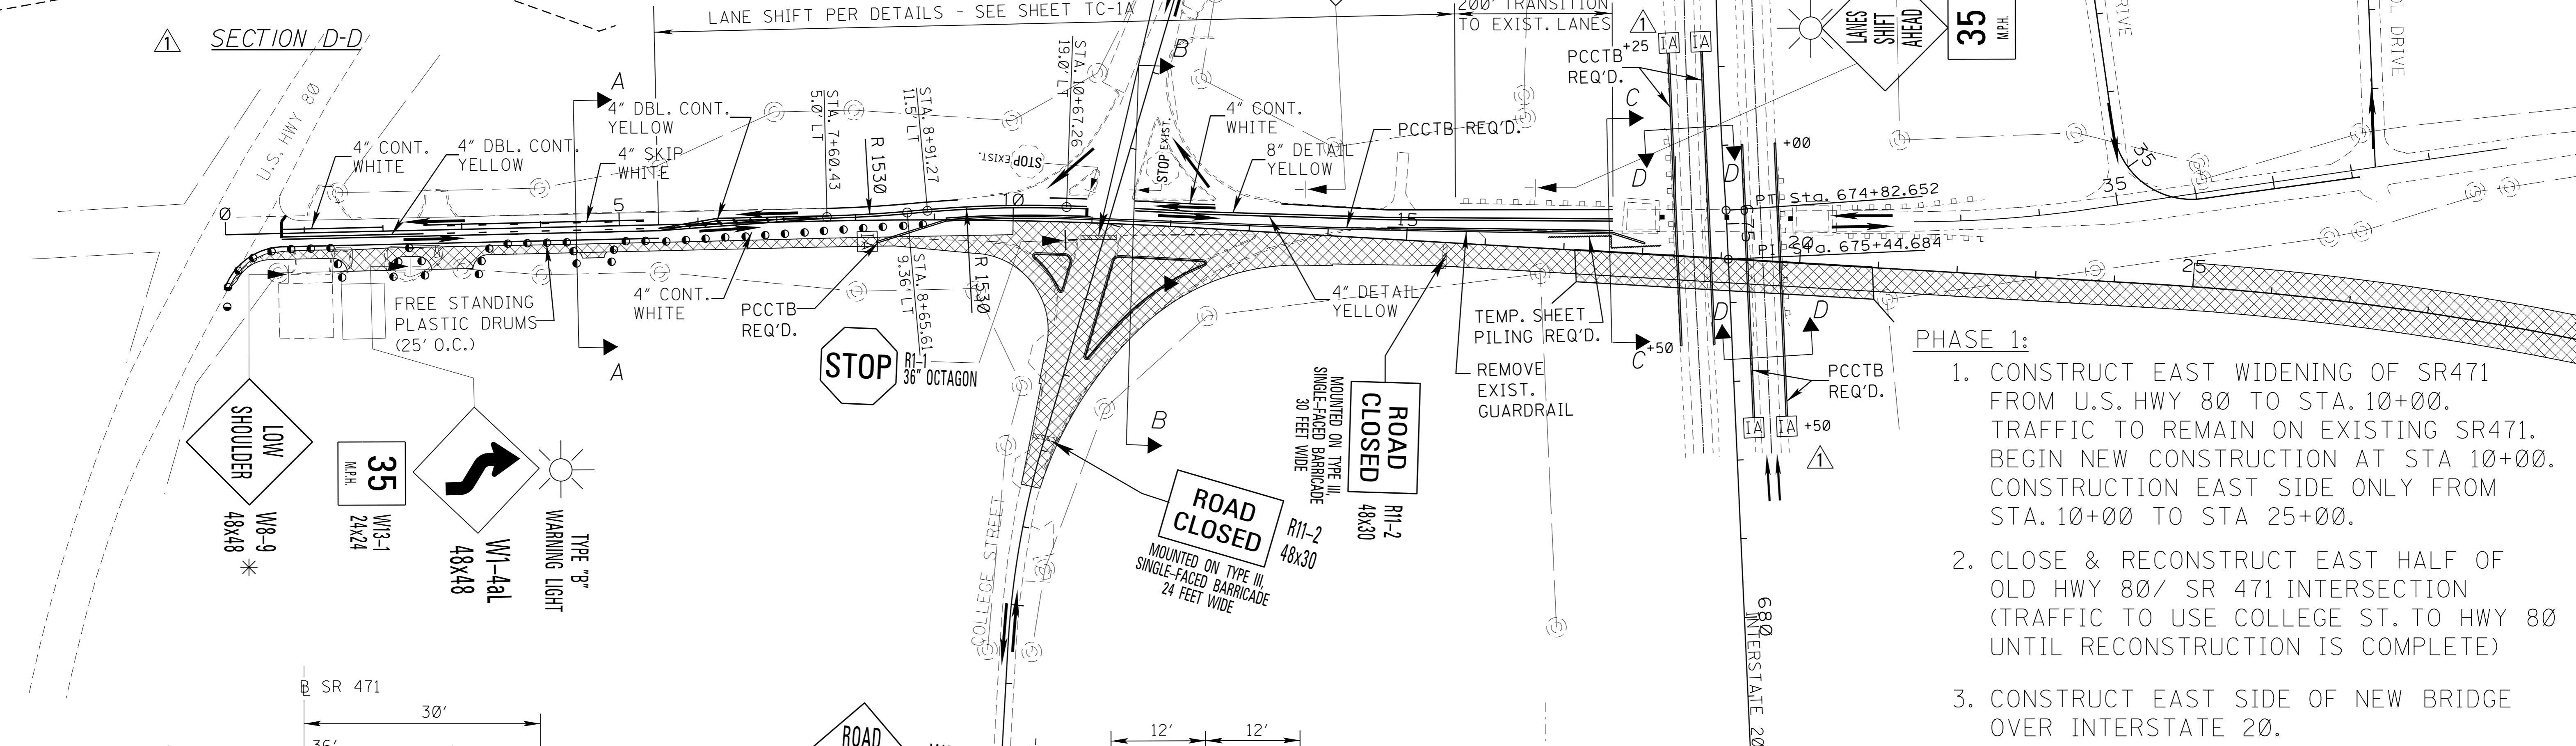 SECTION D-D
1
U.S. HWY 80
LANE SHIFT PER DETAILS - SEE SHEET TC-1A
200' TRANSITION
TO EXIST. LANES
1
A
4" DBL. CONT.
YELLOW
4" CONT.
WHITE
4" DBL. CONT.
YELLOW
4" SKIP
WHITE
STA. 7+60.43
5.0' LT
STA. 8+91.27
11.5' LT
R 1530
STA. 10+67.26
19.0' LT
STOP
EXIST.
B
STOP
EXIST.
4" CONT.
WHITE
8" DETAIL
YELLOW
PCCTB REQ'D.
PCCTB
REQ'D.
+25
IA
IA
C
D
D
+00
LANES
SHIFT
AHEAD
35
M.P.H.
DRIVE
OL DRIVE
35
35
0
5
10
15
20
25
675
PT Sta. 674+82.652
PI Sta. 675+44.684
FREE STANDING
PLASTIC DRUMS
(25' O.C.)
A
4" CONT.
WHITE
PCCTB
REQ'D.
IA
STA. 8+65.61
9.36' LT
R 1530
STOP
R1-1
36" OCTAGON
4" DETAIL
YELLOW
TEMP. SHEET
PILING REQ'D.
REMOVE
EXIST.
GUARDRAIL
C
+50
D
D
PCCTB
REQ'D.
IA
IA
+50
1
B
LOW
SHOULDER
W8-9
48x48
*
35
M.P.H.
W13-1
24x24
W1-4aL
48x48
TYPE "B"
WARNING LIGHT
COLLEGE STREET
ROAD
CLOSED
R11-2
48x30
MOUNTED ON TYPE III,
SINGLE-FACED BARRICADE
24 FEET WIDE
ROAD
CLOSED
R11-2
48x30
MOUNTED ON TYPE III,
SINGLE-FACED BARRICADE
30 FEET WIDE
680
INTERSTATE 20
PHASE 1:
1. CONSTRUCT EAST WIDENING OF SR471
FROM U.S. HWY 80 TO STA. 10+00.
TRAFFIC TO REMAIN ON EXISTING SR471.
BEGIN NEW CONSTRUCTION AT STA 10+00.
CONSTRUCTION EAST SIDE ONLY FROM
STA. 10+00 TO STA 25+00.
2. CLOSE & RECONSTRUCT EAST HALF OF
OLD HWY 80/ SR 471 INTERSECTION
(TRAFFIC TO USE COLLEGE ST. TO HWY 80
UNTIL RECONSTRUCTION IS COMPLETE)
3. CONSTRUCT EAST SIDE OF NEW BRIDGE
OVER INTERSTATE 20.
B SR 471
30'
36'
ROAD
12'
12'